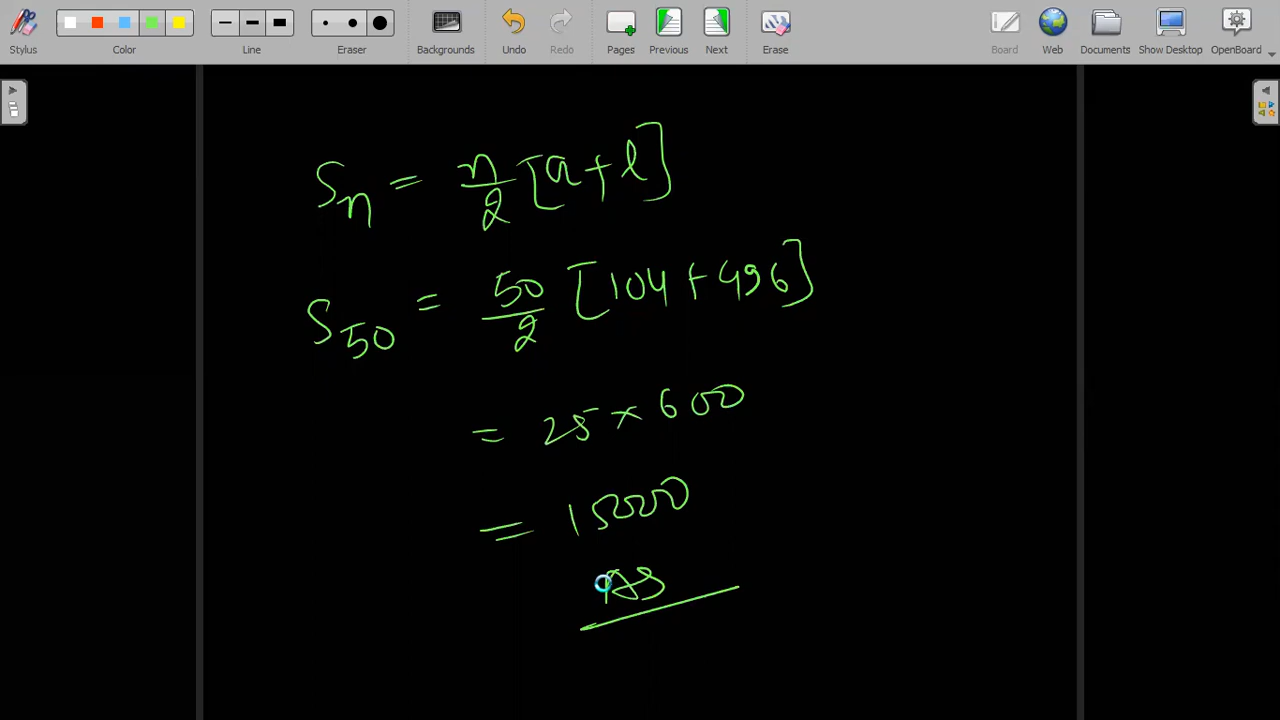 Stylus Color Line Eraser Backgrounds Undo Redo Pages Previous Next Erase Board Web Documents Show Desktop OpenBoard
Sn = n/2 [a+l]
S50 = 50/2 [104+496]
= 25 × 600
= 15000